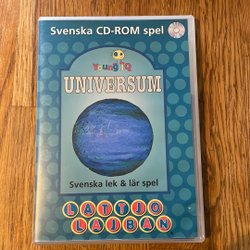 Svenska CD-ROM spel
Young IQ
UNIVERSUM
Svenska lek & lär spel
LATTJO
LAJBAN